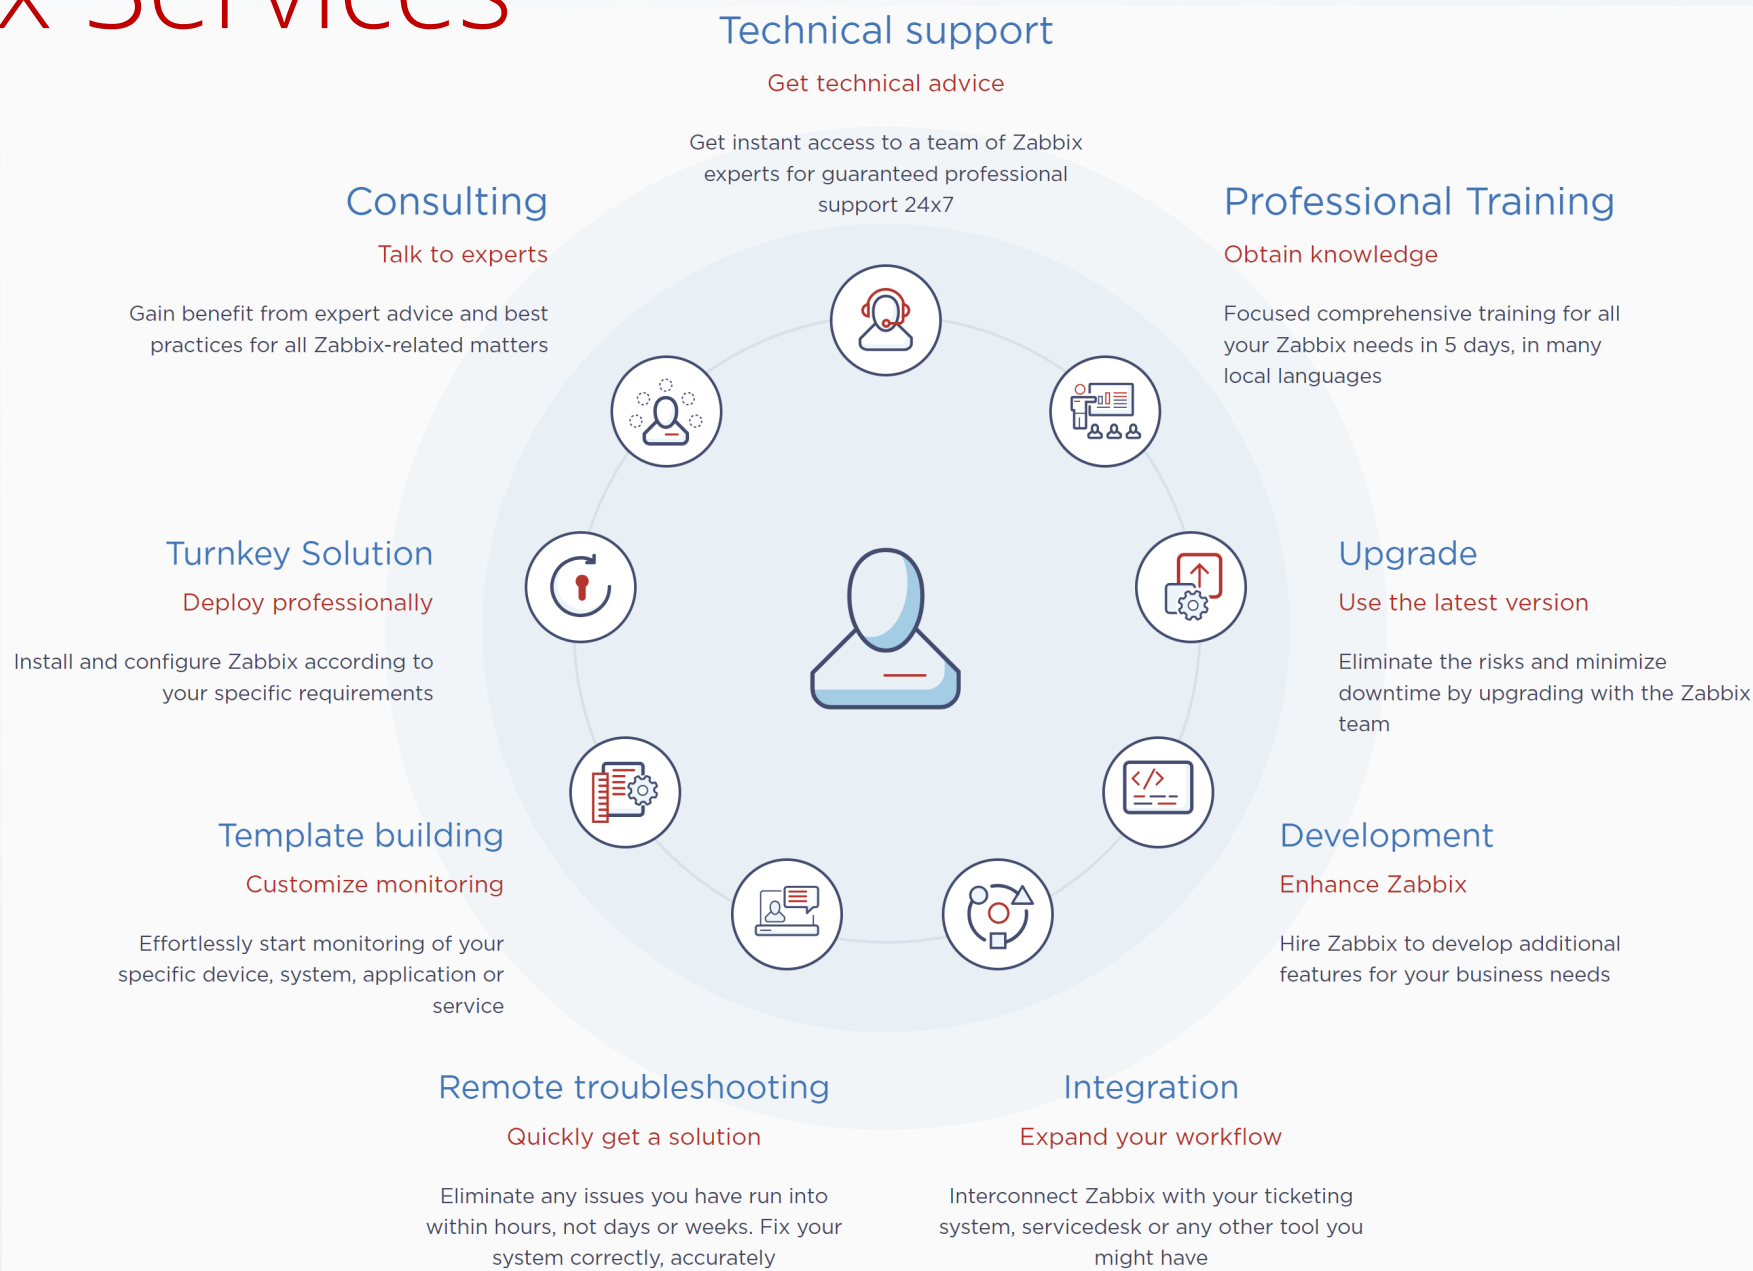 x Services
Technical support
Get technical advice
Get instant access to a team of Zabbix
experts for guaranteed professional
support 24x7
Consulting
Talk to experts
Gain benefit from expert advice and best
practices for all Zabbix-related matters
Professional Training
Obtain knowledge
Focused comprehensive training for all
your Zabbix needs in 5 days, in many
local languages
Turnkey Solution
Deploy professionally
Install and configure Zabbix according to
your specific requirements
Upgrade
Use the latest version
Eliminate the risks and minimize
downtime by upgrading with the Zabbix
team
Template building
Customize monitoring
Effortlessly start monitoring of your
specific device, system, application or
service
</>
Development
Enhance Zabbix
Hire Zabbix to develop additional
features for your business needs
Remote troubleshooting
Quickly get a solution
Eliminate any issues you have run into
within hours, not days or weeks. Fix your
system correctly, accurately
Integration
Expand your workflow
Interconnect Zabbix with your ticketing
system, servicedesk or any other tool you
might have